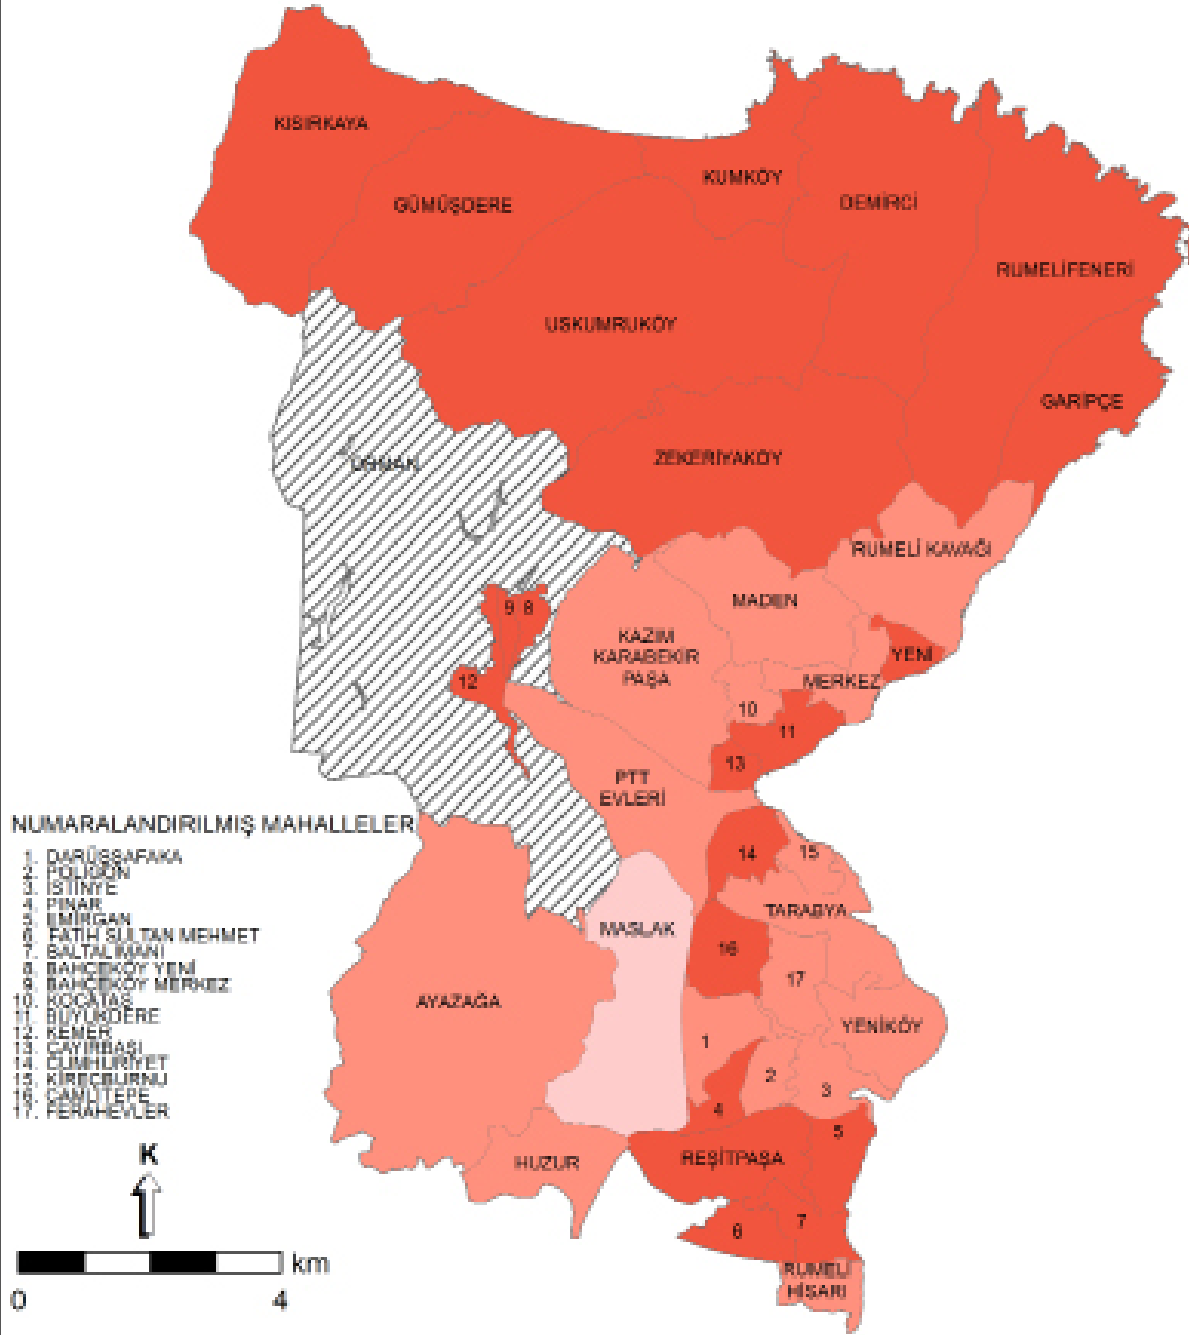 KISIRKAYA
GÜMÜŞDERE
KUMKÖY
DEMİRCİ
RUMELİFENERİ
USKUMRUKÖY
GARİPÇE
ZEKERİYAKÖY
ORMAN
RUMELİ KAVAĞI
MADEN
9 8
KAZIM
KARABEKİR
PAŞA
YENİ
MERKEZ
12
10
11
13
PTT
EVLERİ
14
15
TARABYA
MASLAK
16
17
AYAZAĞA
YENİKÖY
1
2
3
4
5
HUZUR
REŞİTPAŞA
6
7
RUMELİ
HİSARI
NUMARALANDIRILMIŞ MAHALLELER
1. DARÜŞŞAFAKA
2. POLİGON
3. İSTİNYE
4. PINAR
5. EMİRGAN
6. FATİH SULTAN MEHMET
7. BALTALİMANI
8. BAHÇEKÖY YENİ
9. BAHÇEKÖY MERKEZ
10. KOCATAŞ
11. BÜYÜKDERE
12. KEMER
13. ÇAYIRBAŞI
14. CUMHURİYET
15. KİREÇBURNU
16. ÇAMLITEPE
17. FERAHEVLER
K
km
0 4